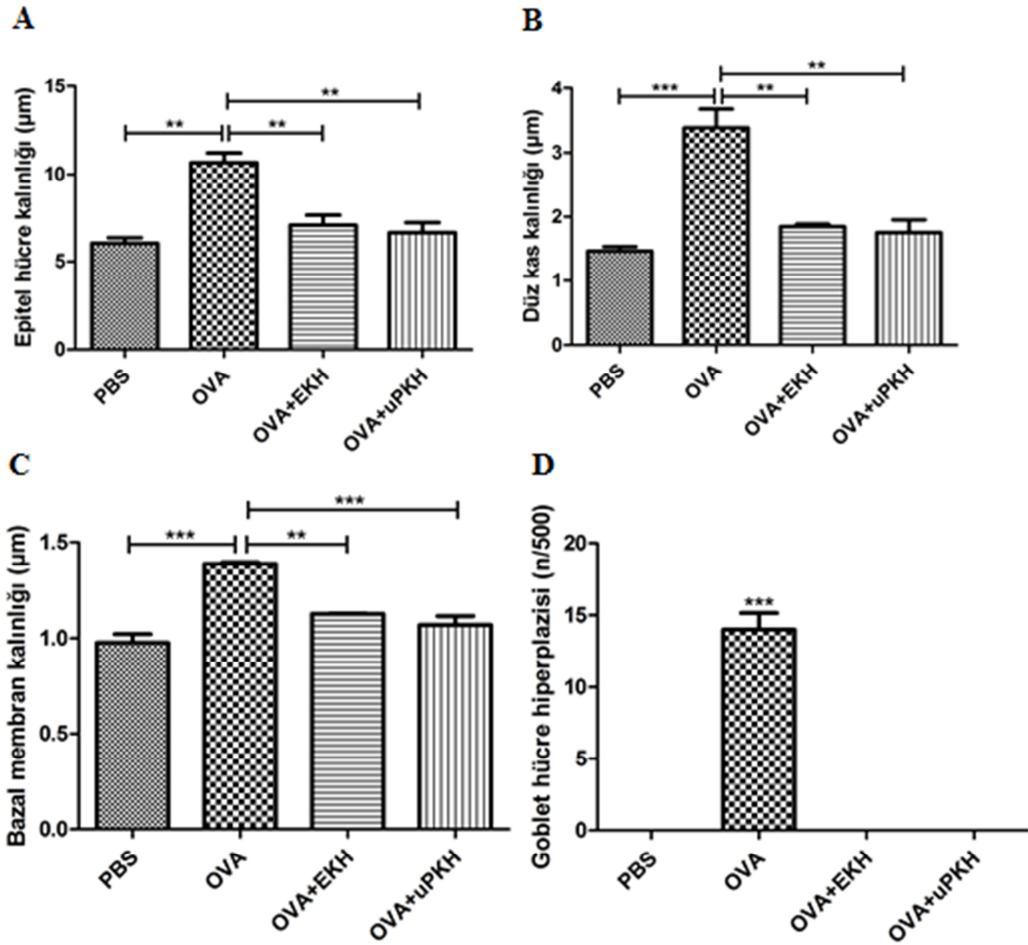 A
Epitel hücre kalınlığı (µm)
15
10
5
0
**
**
**
PBS
OVA
OVA+EKH
OVA+uPKH
B
Düz kas kalınlığı (µm)
4
3
2
1
0
**
***
**
PBS
OVA
OVA+EKH
OVA+uPKH
C
Bazal membran kalınlığı (µm)
1.5
1.0
0.5
0.0
***
***
**
PBS
OVA
OVA+EKH
OVA+uPKH
D
Goblet hücre hiperplazisi (n/500)
20
15
10
5
0
***
PBS
OVA
OVA+EKH
OVA+uPKH